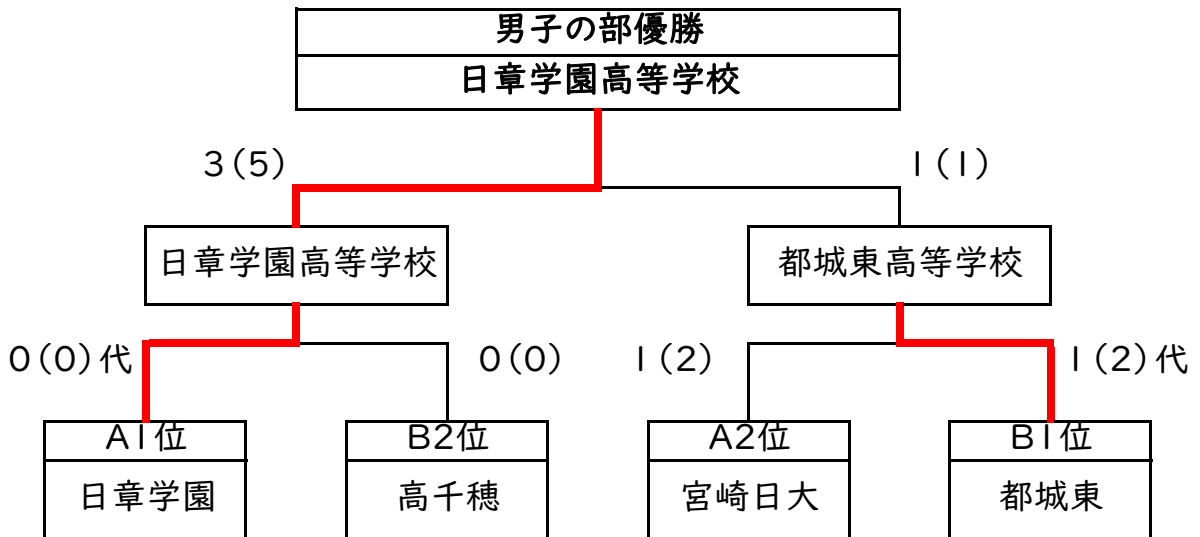 男子の部優勝
日章学園高等学校
3(5)
1(1)
日章学園高等学校
都城東高等学校
0(0)代
0(0)
1(2)
1(2)代
A1位
B2位
A2位
B1位
日章学園
高千穂
宮崎日大
都城東